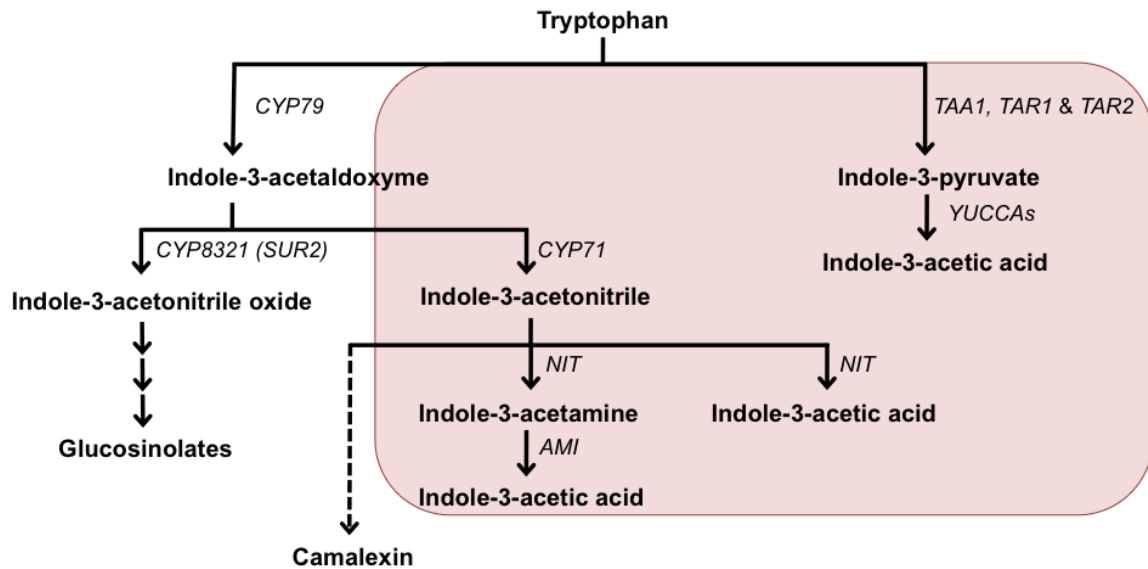 Tryptophan
CYP79
TAA1, TAR1 & TAR2
Indole-3-acetaldoxyme
Indole-3-pyruvate
YUCCAs
CYP8321 (SUR2)
CYP71
Indole-3-acetic acid
Indole-3-acetonitrile oxide
Indole-3-acetonitrile
NIT
NIT
Indole-3-acetamine
Indole-3-acetic acid
Glucosinolates
AMI
Indole-3-acetic acid
Camalexin